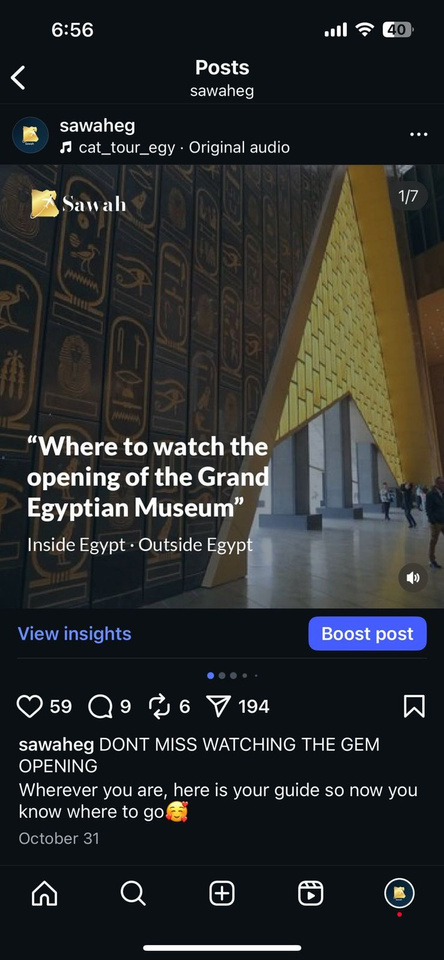 6:56
40
Posts
sawaheg
sawaheg
cat_tour_egy · Original audio
Sawah
1/7
“Where to watch the
opening of the Grand
Egyptian Museum”
Inside Egypt · Outside Egypt
View insights
Boost post
59
9
6
194
sawaheg DONT MISS WATCHING THE GEM
OPENING
Wherever you are, here is your guide so now you
know where to go🥰
October 31